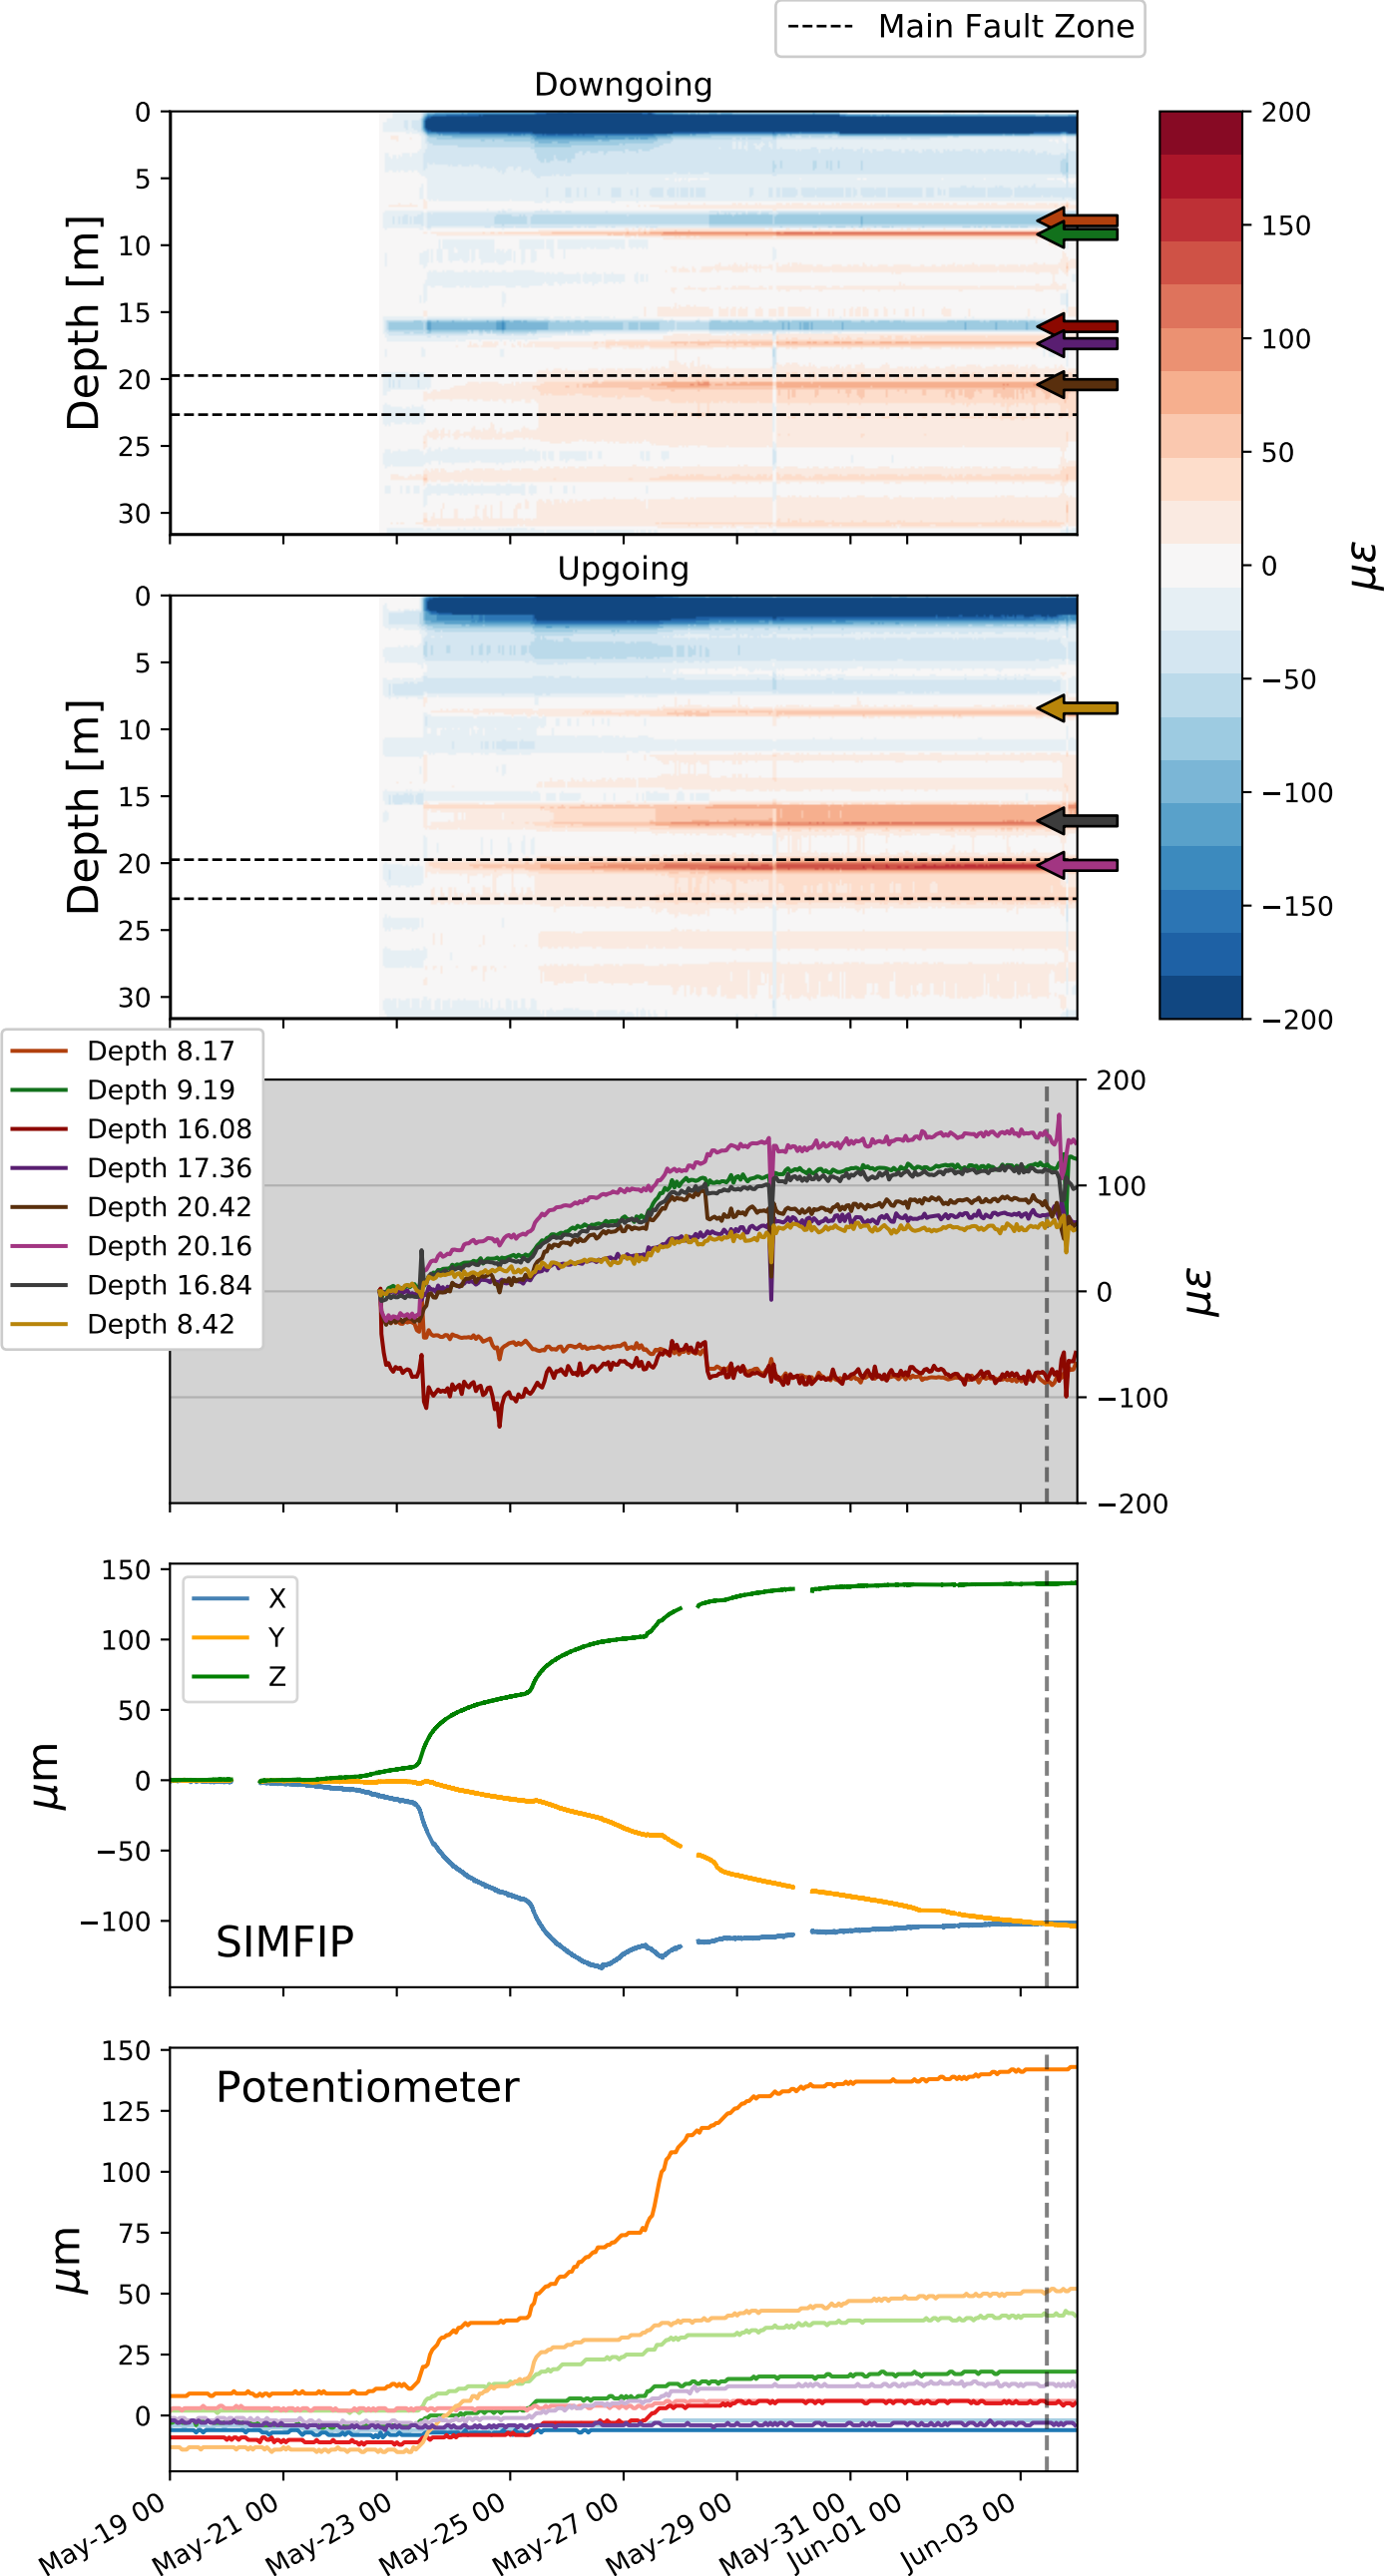 Main Fault Zone
Downgoing
0
5
10
15
20
25
30
Depth [m]
200
150
100
50
0
−50
−100
−150
−200
με
Upgoing
0
5
10
15
20
25
30
Depth [m]
Depth 8.17
Depth 9.19
Depth 16.08
Depth 17.36
Depth 20.42
Depth 20.16
Depth 16.84
Depth 8.42
200
100
0
−100
−200
με
150
100
50
0
−50
−100
μm
X
Y
Z
SIMFIP
150
125
100
75
50
25
0
μm
Potentiometer
May-19 00
May-21 00
May-23 00
May-25 00
May-27 00
May-29 00
May-31 00
Jun-01 00
Jun-03 00